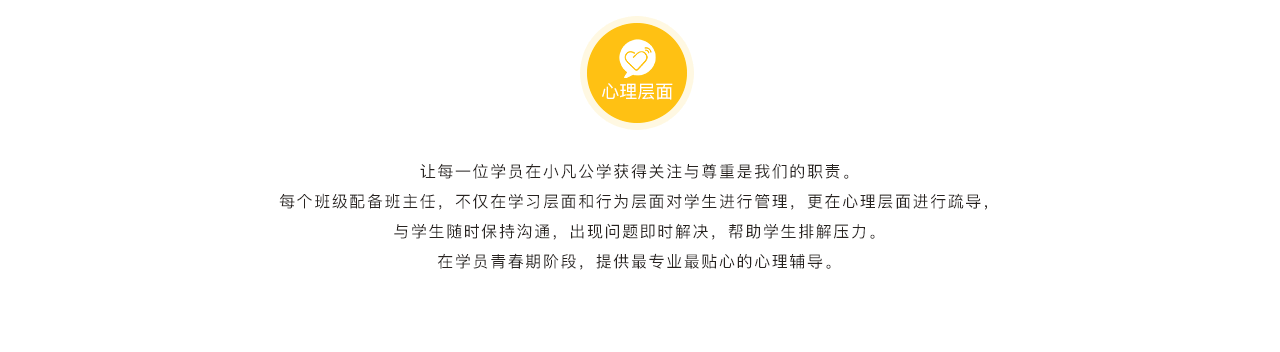 心理层面
让每一位学员在小凡公学获得关注与尊重是我们的职责。
每个班级配备班主任，不仅在学习层面和行为层面对学生进行管理，更在心理层面进行疏导，
与学生随时保持沟通，出现问题即时解决，帮助学生排解压力。
在学员青春期阶段，提供最专业最贴心的心理辅导。